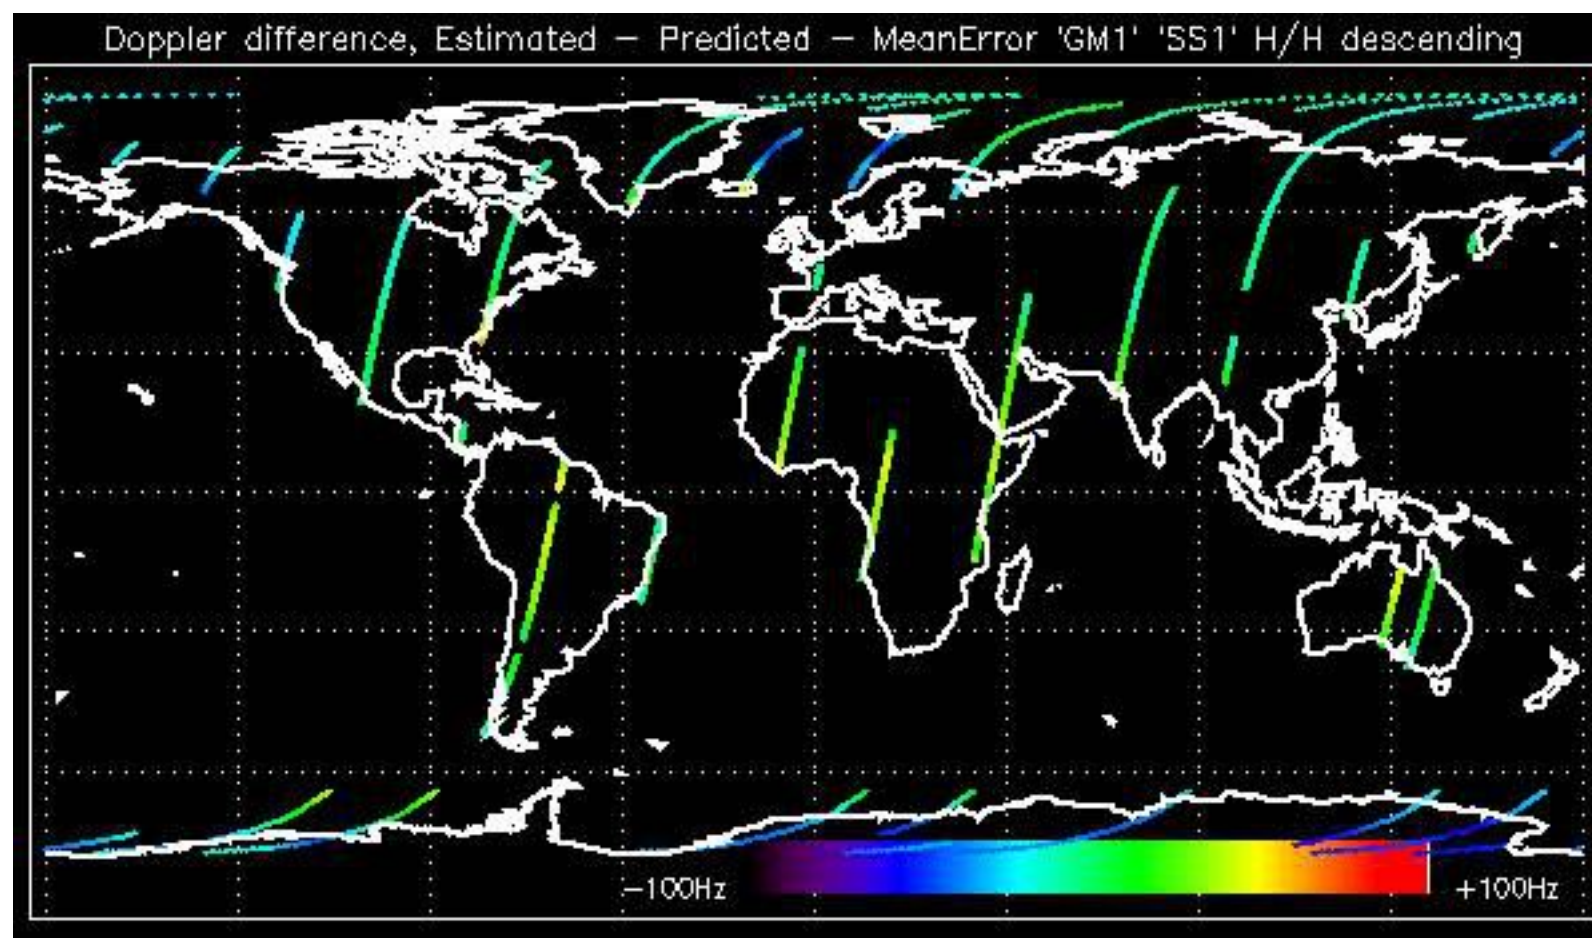 Doppler difference, Estimated — Predicted — MeanError 'GM1' 'SS1' H/H descending
−100Hz
+100Hz